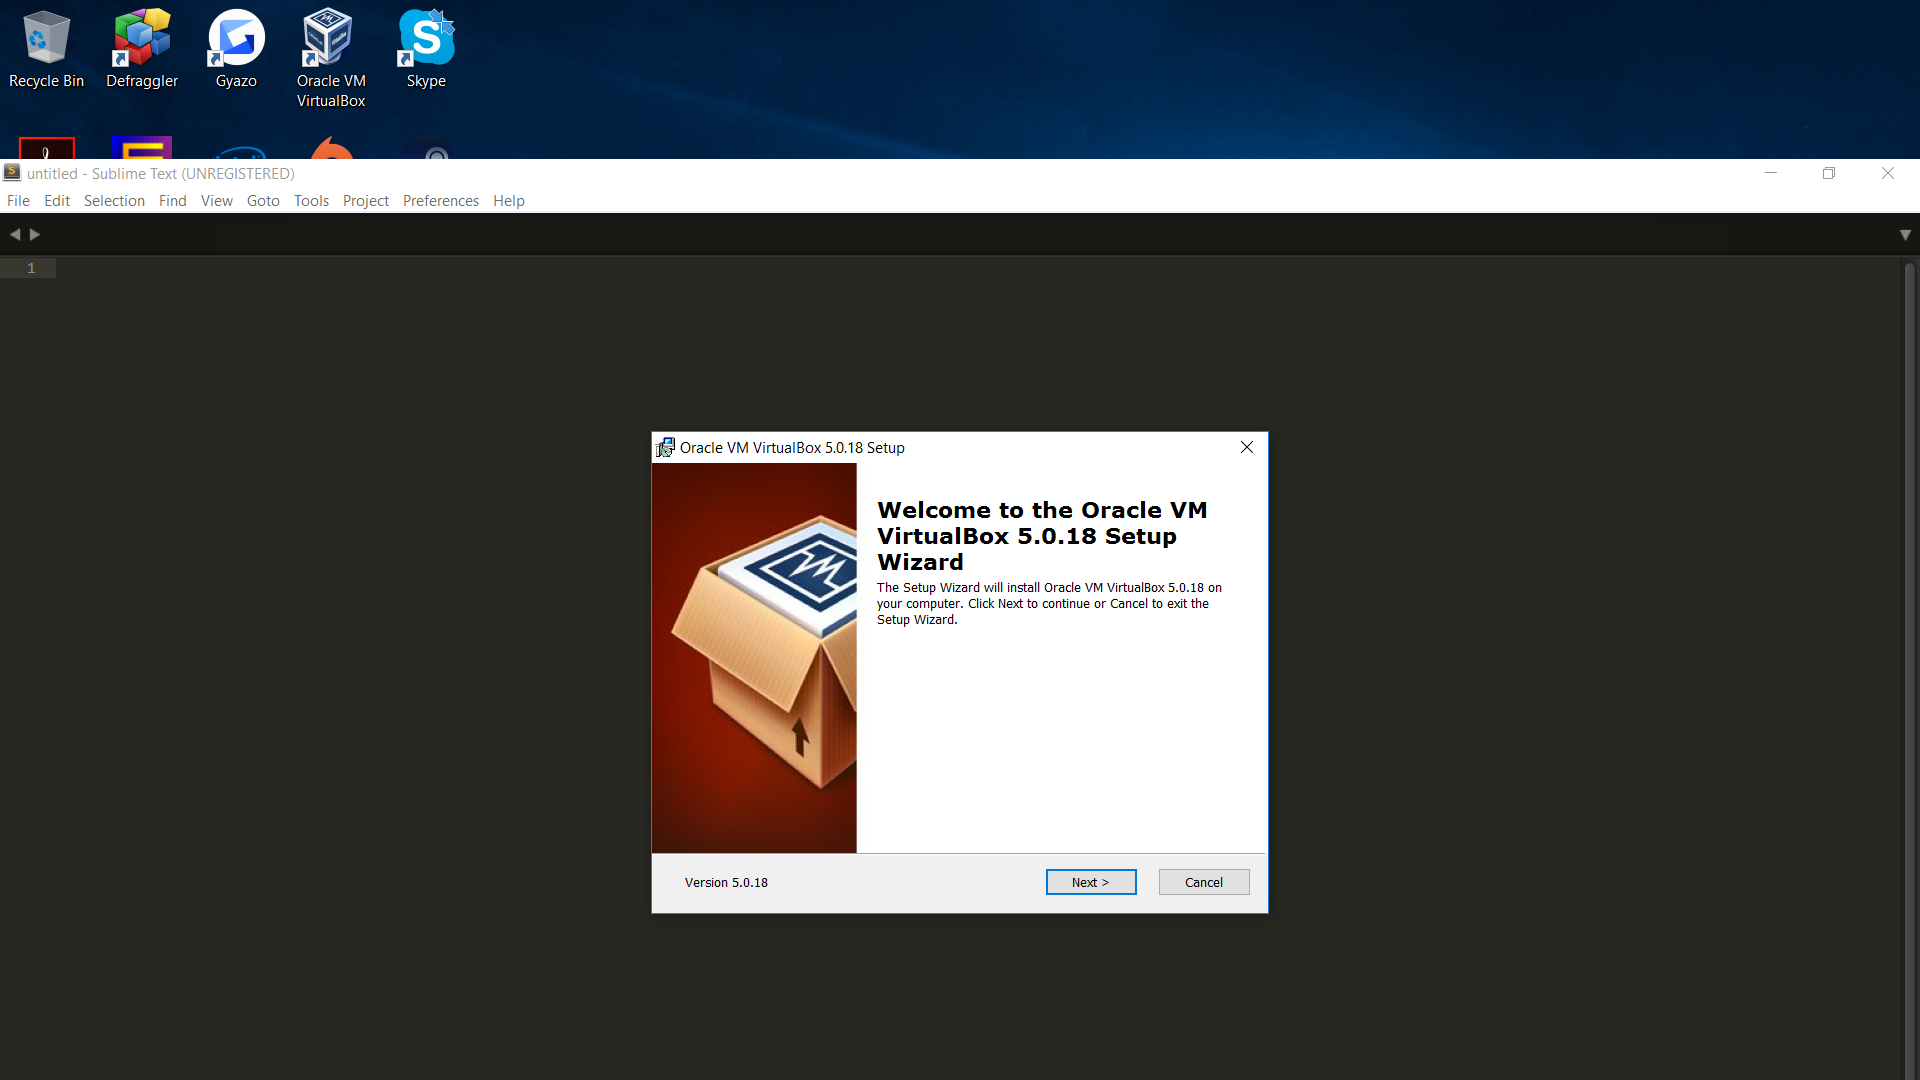 Recycle Bin
Defraggler
Gyazo
Oracle VM
VirtualBox
Skype
untitled - Sublime Text (UNREGISTERED)
File Edit Selection Find View Goto Tools Project Preferences Help
1
Oracle VM VirtualBox 5.0.18 Setup
Welcome to the Oracle VM
VirtualBox 5.0.18 Setup
Wizard
The Setup Wizard will install Oracle VM VirtualBox 5.0.18 on
your computer. Click Next to continue or Cancel to exit the
Setup Wizard.
Version 5.0.18
Next >
Cancel